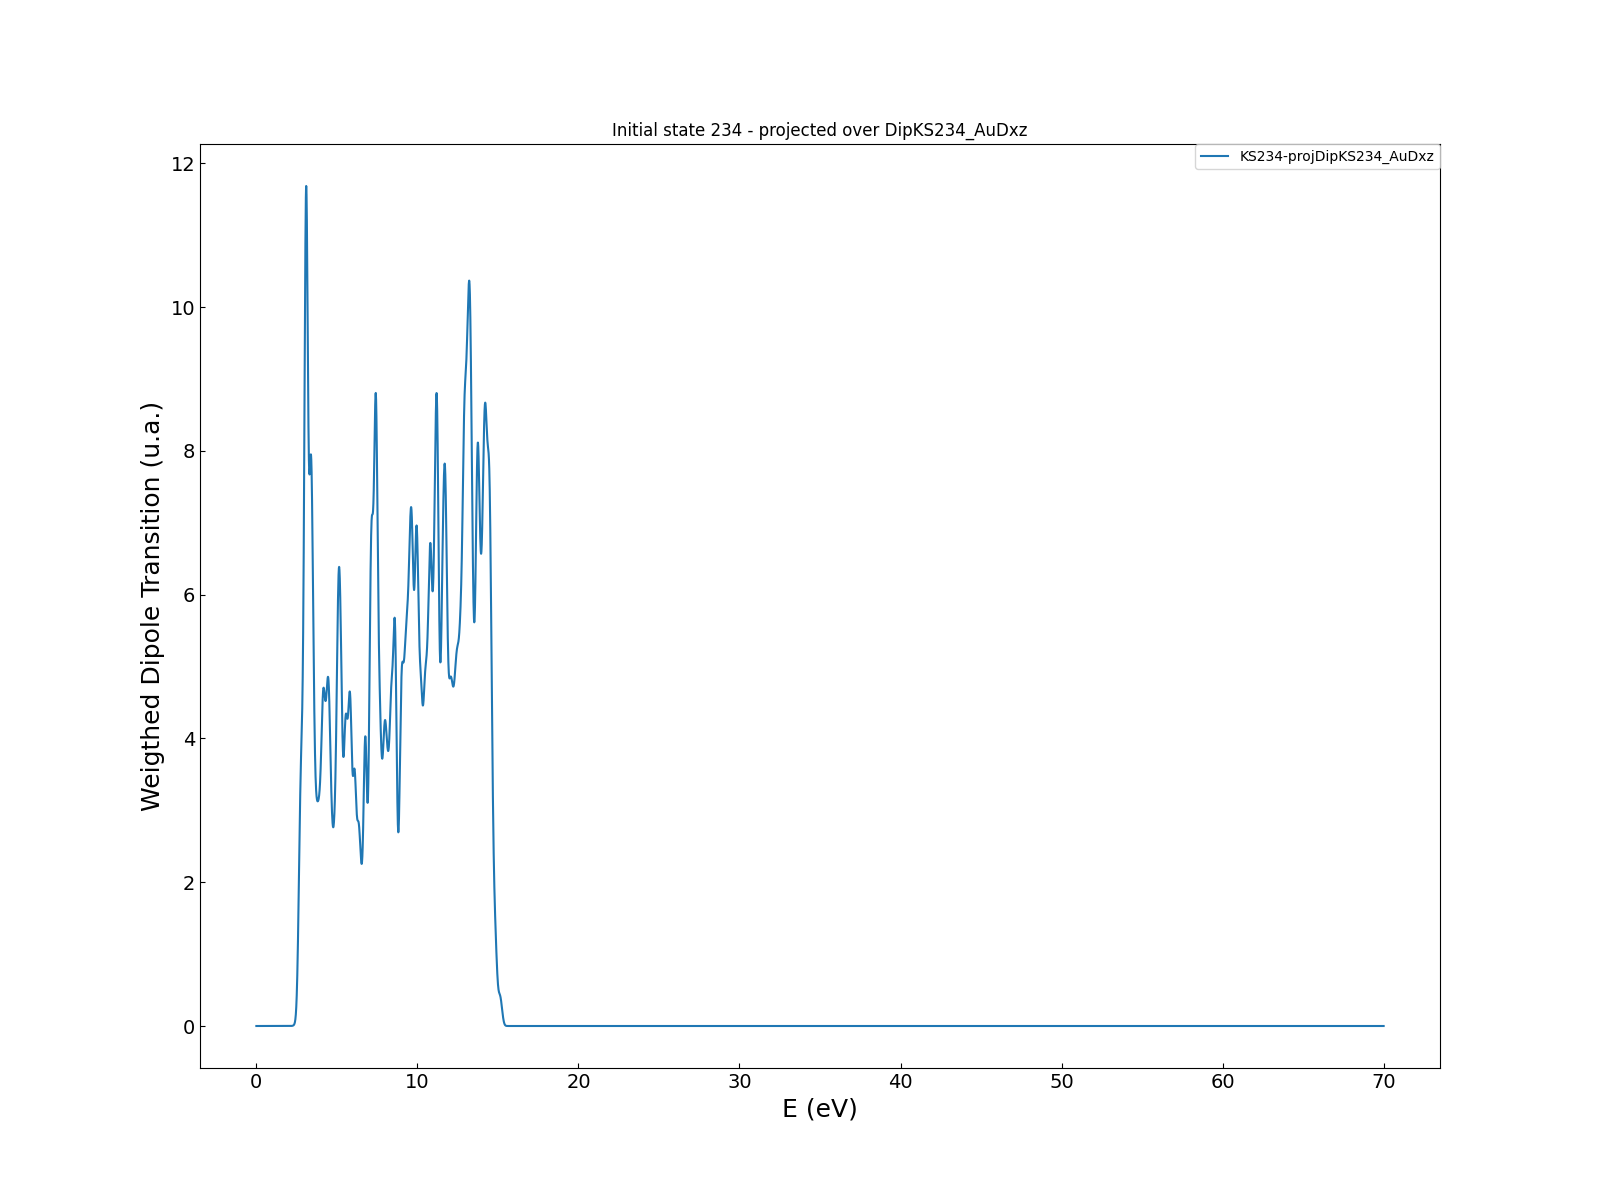 Initial state 234 - projected over DipKS234_AuDxz
KS234-projDipKS234_AuDxz
12
10
8
6
4
2
0
Weigthed Dipole Transition (u.a.)
0 10 20 30 40 50 60 70
E (eV)